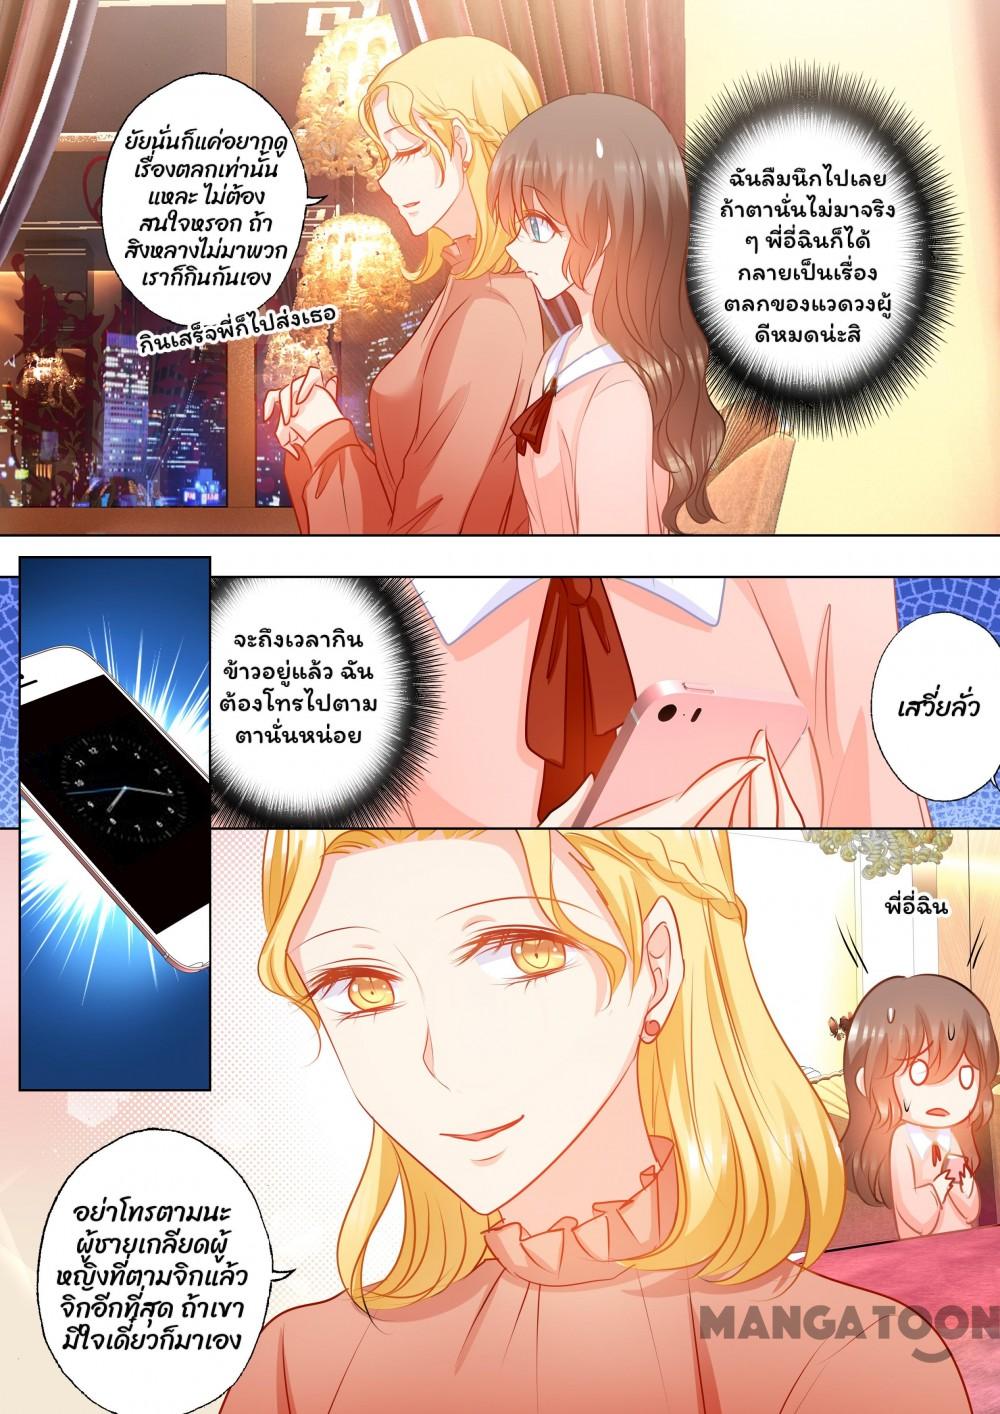 ยัยนั่นก็แค่อยากดู
เรื่องตลกเท่านั้น
แหละ ไม่ต้อง
สนใจหรอก ถ้า
สิงหลางไม่มาพวก
เราก็กินกันเอง
กินเสร็จพี่ก็ไปส่งเธอ
ฉันลืมนึกไปเลย
ถ้าตานั่นไม่มาจริง
ๆ พี่อี่ฉินก็ได้
กลายเป็นเรื่อง
ตลกของแวดวงผู้
ดีหมดน่ะสิ
จะถึงเวลากิน
ข้าวอยู่แล้ว ฉัน
ต้องโทรไปตาม
ตานั่นหน่อย
เสวี่ยลั่ว
พี่อี่ฉิน
อย่าโทรตามนะ
ผู้ชายเกลียดผู้
หญิงที่ตามจิกแล้ว
จิกอีกที่สุด ถ้าเขา
มีใจเดี๋ยวก็มาเอง
MANGATOON